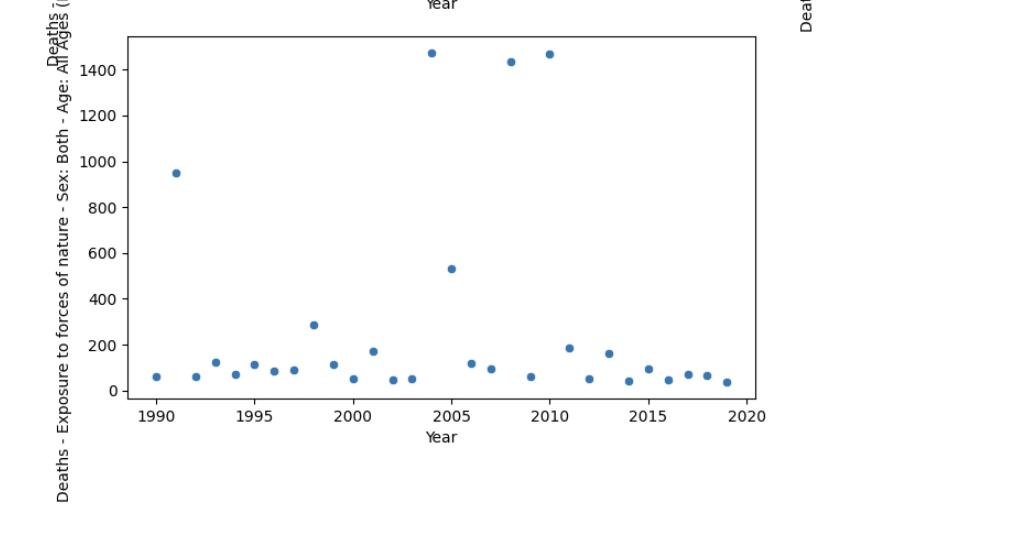 Year
Deaths -
Deat
Deaths - Exposure to forces of nature - Sex: Both - Age: All Ages (
1400
1200
1000
800
600
400
200
0
1990 1995 2000 2005 2010 2015 2020
Year